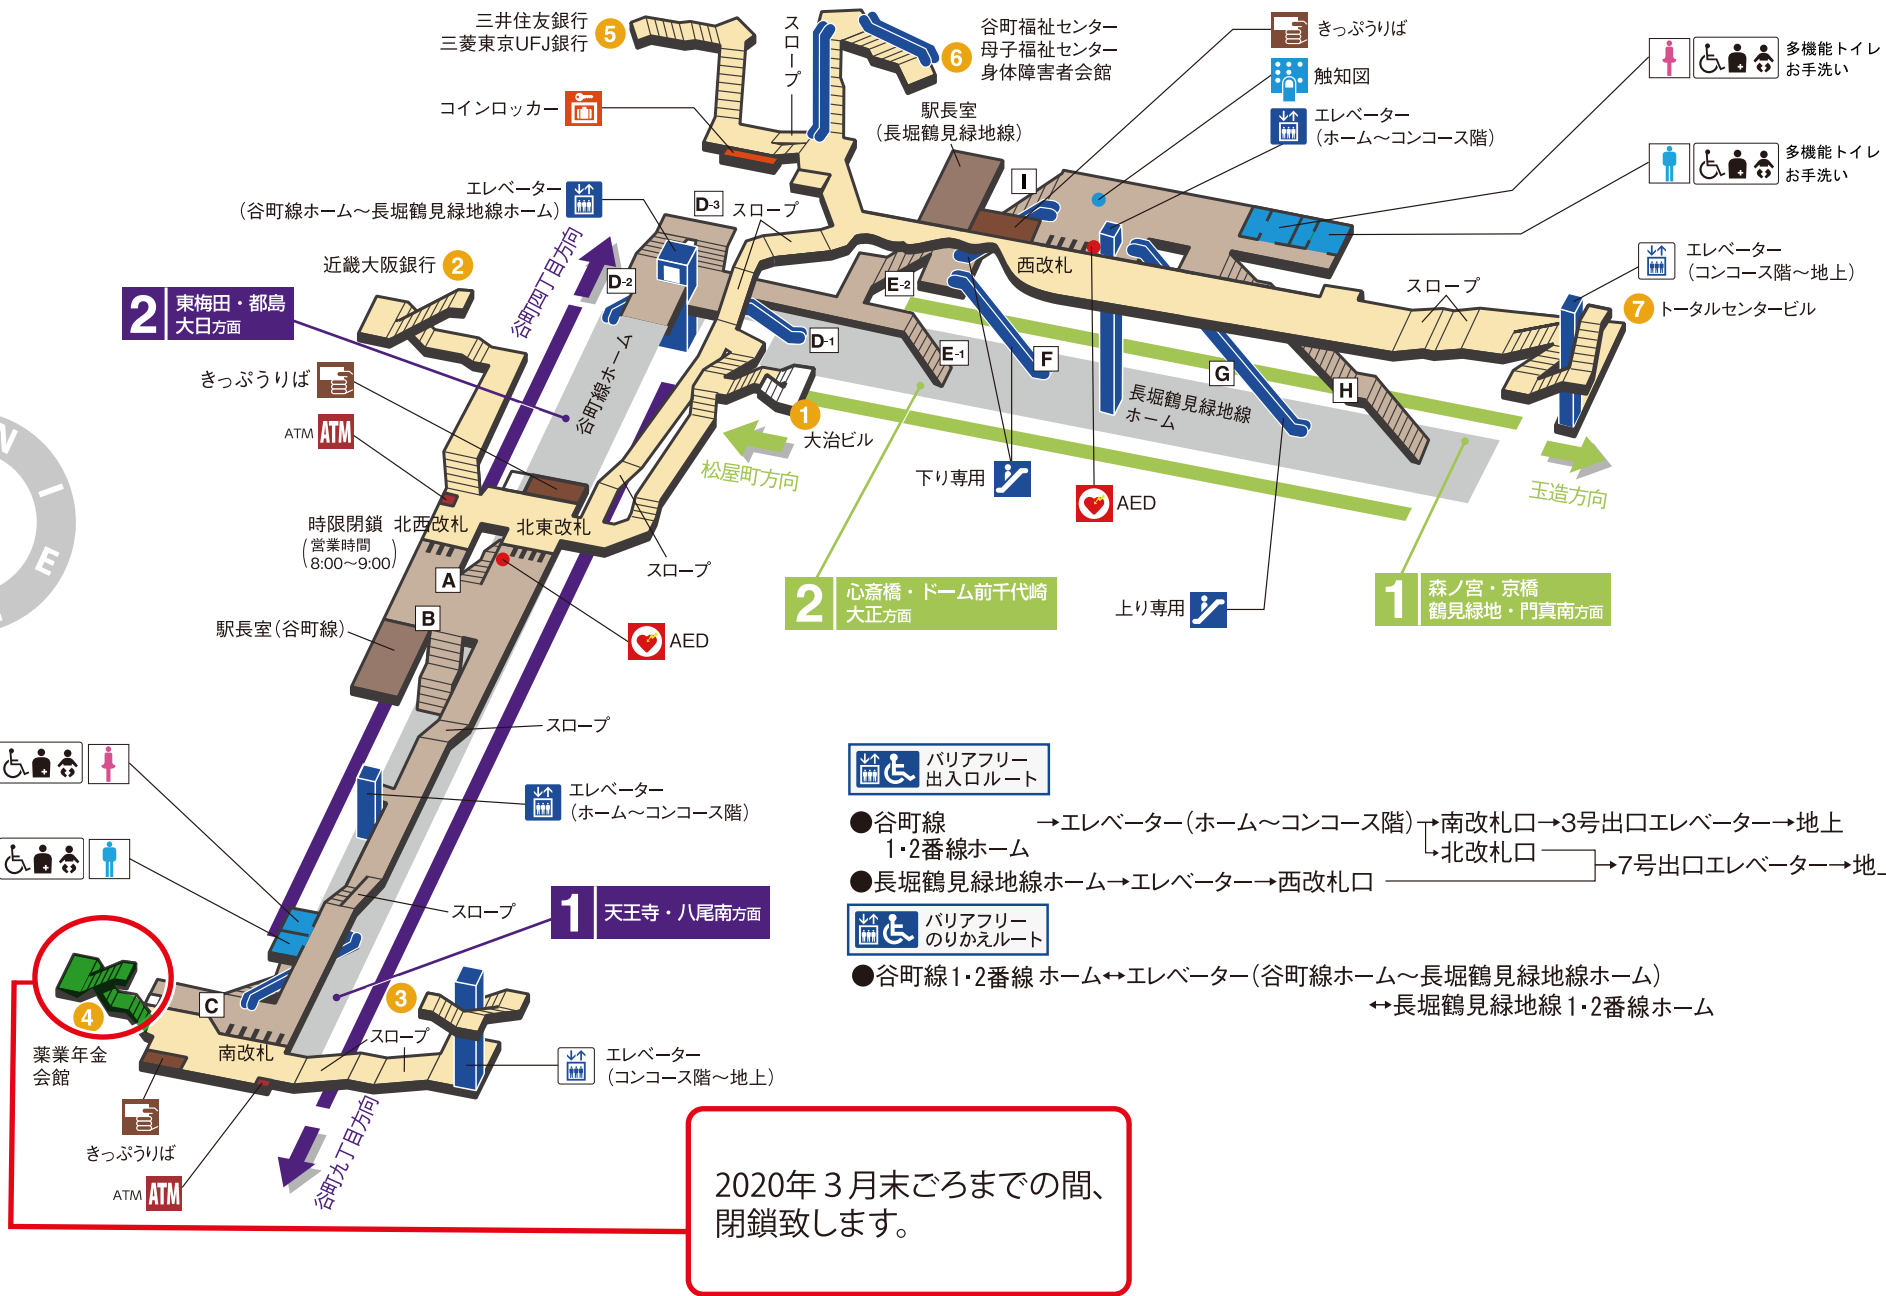 三井住友銀行
三菱東京UFJ銀行
5
スロープ
6
谷町福祉センター
母子福祉センター
身体障害者会館
きっぷうりば
触知図
エレベーター
(ホーム〜コンコース階)
多機能トイレ
お手洗い
多機能トイレ
お手洗い
コインロッカー
駅長室
(長堀鶴見緑地線)
I
エレベーター
(谷町線ホーム〜長堀鶴見緑地線ホーム)
D-3
スロープ
西改札
エレベーター
(コンコース階〜地上)
スロープ
7
トータルセンタービル
近畿大阪銀行
2
谷町四丁目方向
D-2
E-2
2
東梅田・都島
大日方面
谷町線ホーム
D-1
E-1
F
G
H
長堀鶴見緑地線
ホーム
きっぷうりば
ATM
ATM
1
大治ビル
松屋町方向
下り専用
AED
玉造方向
時限閉鎖
(営業時間
8:00〜9:00)
北西改札
北東改札
スロープ
A
B
2
心斎橋・ドーム前千代崎
大正方面
上り専用
1
森ノ宮・京橋
鶴見緑地・門真南方面
駅長室(谷町線)
AED
スロープ
エレベーター
(ホーム〜コンコース階)
スロープ
1
天王寺・八尾南方面
バリアフリー
出入口ルート
●谷町線
1・2番線ホーム
→エレベーター(ホーム〜コンコース階)→南改札口→3号出口エレベーター→地上
→北改札口
→7号出口エレベーター→地上
●長堀鶴見緑地線ホーム→エレベーター→西改札口
バリアフリー
のりかえルート
●谷町線1・2番線ホーム↔エレベーター(谷町線ホーム〜長堀鶴見緑地線ホーム)
↔長堀鶴見緑地線1・2番線ホーム
4
薬業年金
会館
C
3
南改札
スロープ
エレベーター
(コンコース階〜地上)
きっぷうりば
ATM
ATM
谷町九丁目方向
2020年3月末ごろまでの間、
閉鎖致します。
N
I
E